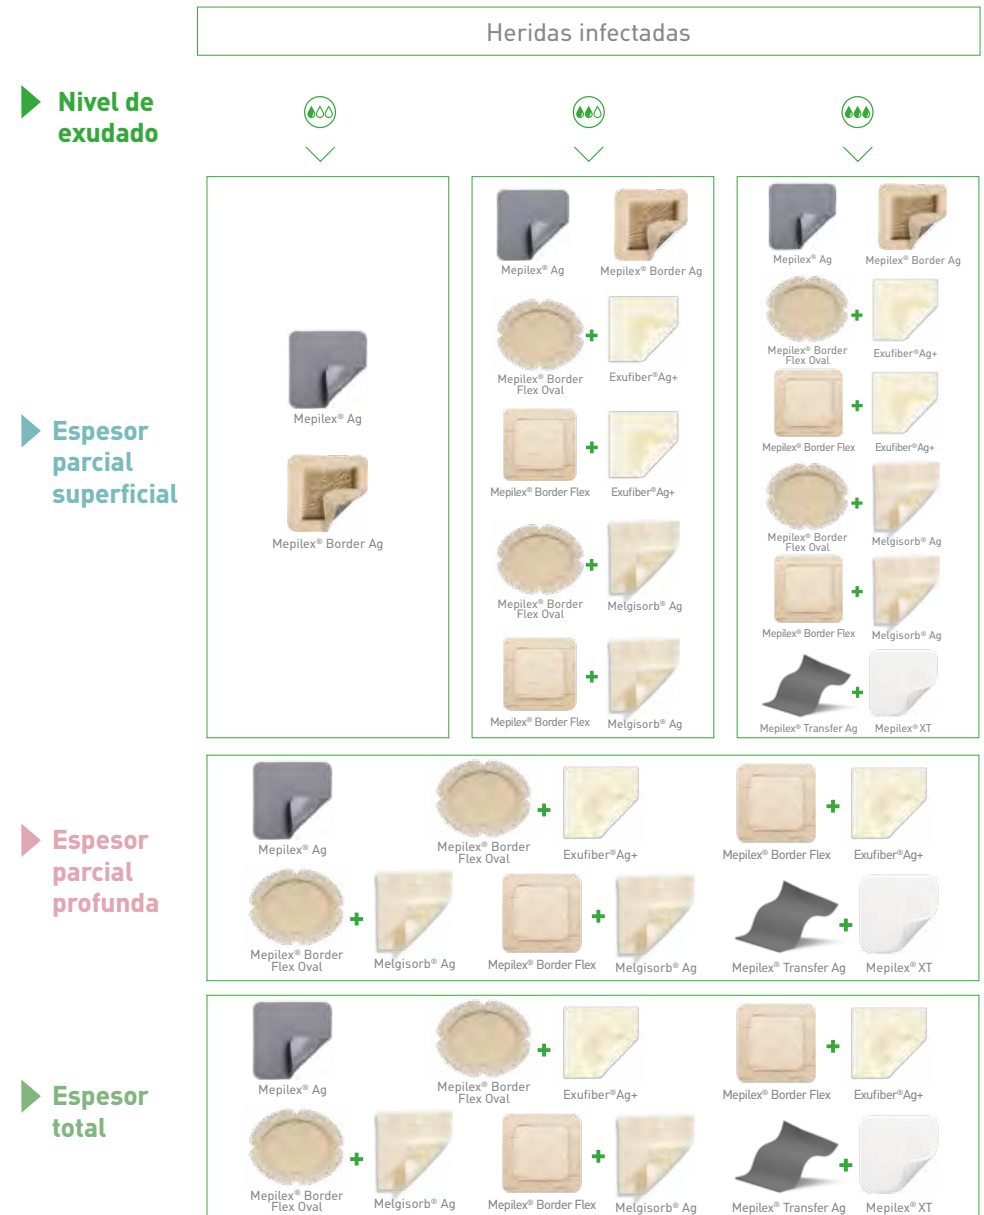 Heridas infectadas
Nivel de
exudado
Espesor
parcial
superficial
Mepilex® Ag
Mepilex® Border Ag
Mepilex® Ag
Mepilex® Border Ag
Mepilex® Border
Flex Oval
+
Exufiber®Ag+
Mepilex® Border Flex
+
Exufiber®Ag+
Mepilex® Border
Flex Oval
+
Melgisorb® Ag
Mepilex® Border Flex
+
Melgisorb® Ag
Mepilex® Ag
Mepilex® Border Ag
Mepilex® Border
Flex Oval
+
Exufiber®Ag+
Mepilex® Border Flex
+
Exufiber®Ag+
Mepilex® Border
Flex Oval
+
Melgisorb® Ag
Mepilex® Border Flex
+
Melgisorb® Ag
Mepilex® Transfer Ag
+
Mepilex® XT
Espesor
parcial
profunda
Mepilex® Ag
Mepilex® Border
Flex Oval
+
Exufiber®Ag+
Mepilex® Border Flex
+
Exufiber®Ag+
Mepilex® Border
Flex Oval
+
Melgisorb® Ag
Mepilex® Border Flex
+
Melgisorb® Ag
Mepilex® Transfer Ag
+
Mepilex® XT
Espesor
total
Mepilex® Ag
Mepilex® Border
Flex Oval
+
Exufiber®Ag+
Mepilex® Border Flex
+
Exufiber®Ag+
Mepilex® Border
Flex Oval
+
Melgisorb® Ag
Mepilex® Border Flex
+
Melgisorb® Ag
Mepilex® Transfer Ag
+
Mepilex® XT